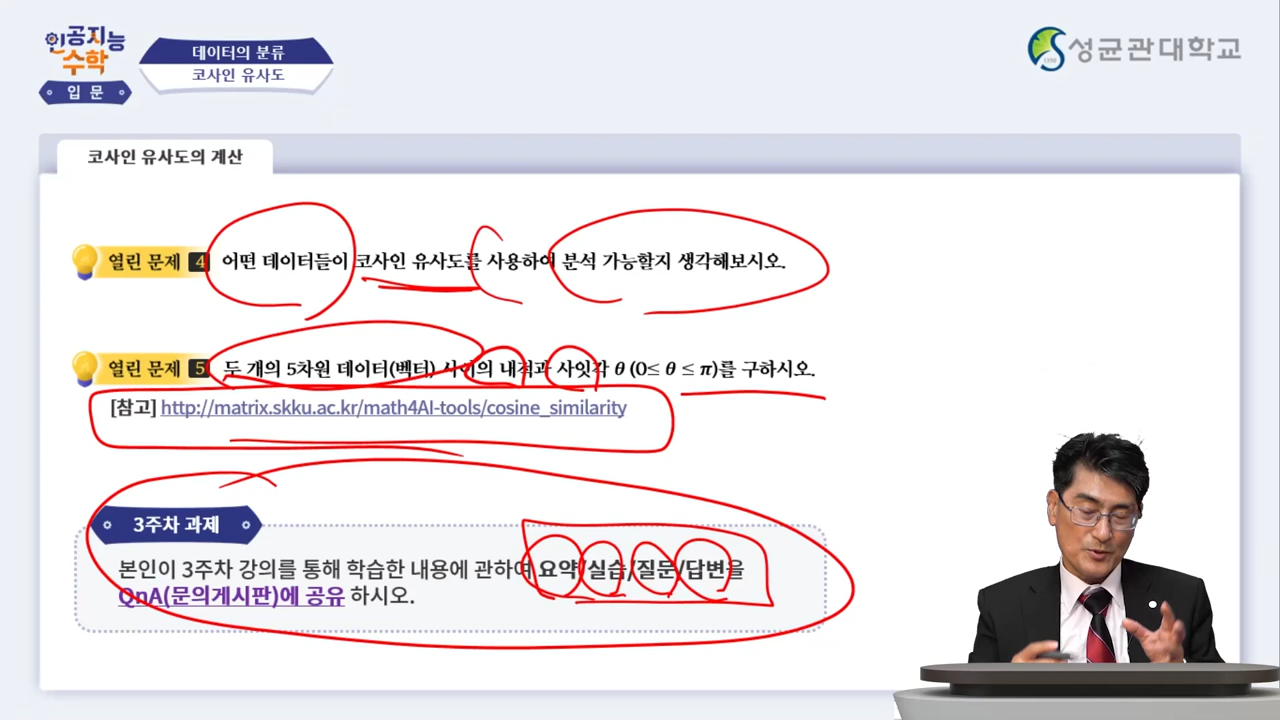 인공지능
수학
입문
데이터의 분류
코사인 유사도
성균관대학교
코사인 유사도의 계산
열린 문제 4 어떤 데이터들이 코사인 유사도를 사용하여 분석 가능할지 생각해보시오.
열린 문제 5 두 개의 5차원 데이터(벡터) 사이의 내적과 사잇각 θ (0≤ θ ≤ π)를 구하시오.
[참고] http://matrix.skku.ac.kr/math4AI-tools/cosine_similarity
3주차 과제
본인이 3주차 강의를 통해 학습한 내용에 관하여 요약/실습/질문/답변을
QnA(문의게시판)에 공유 하시오.